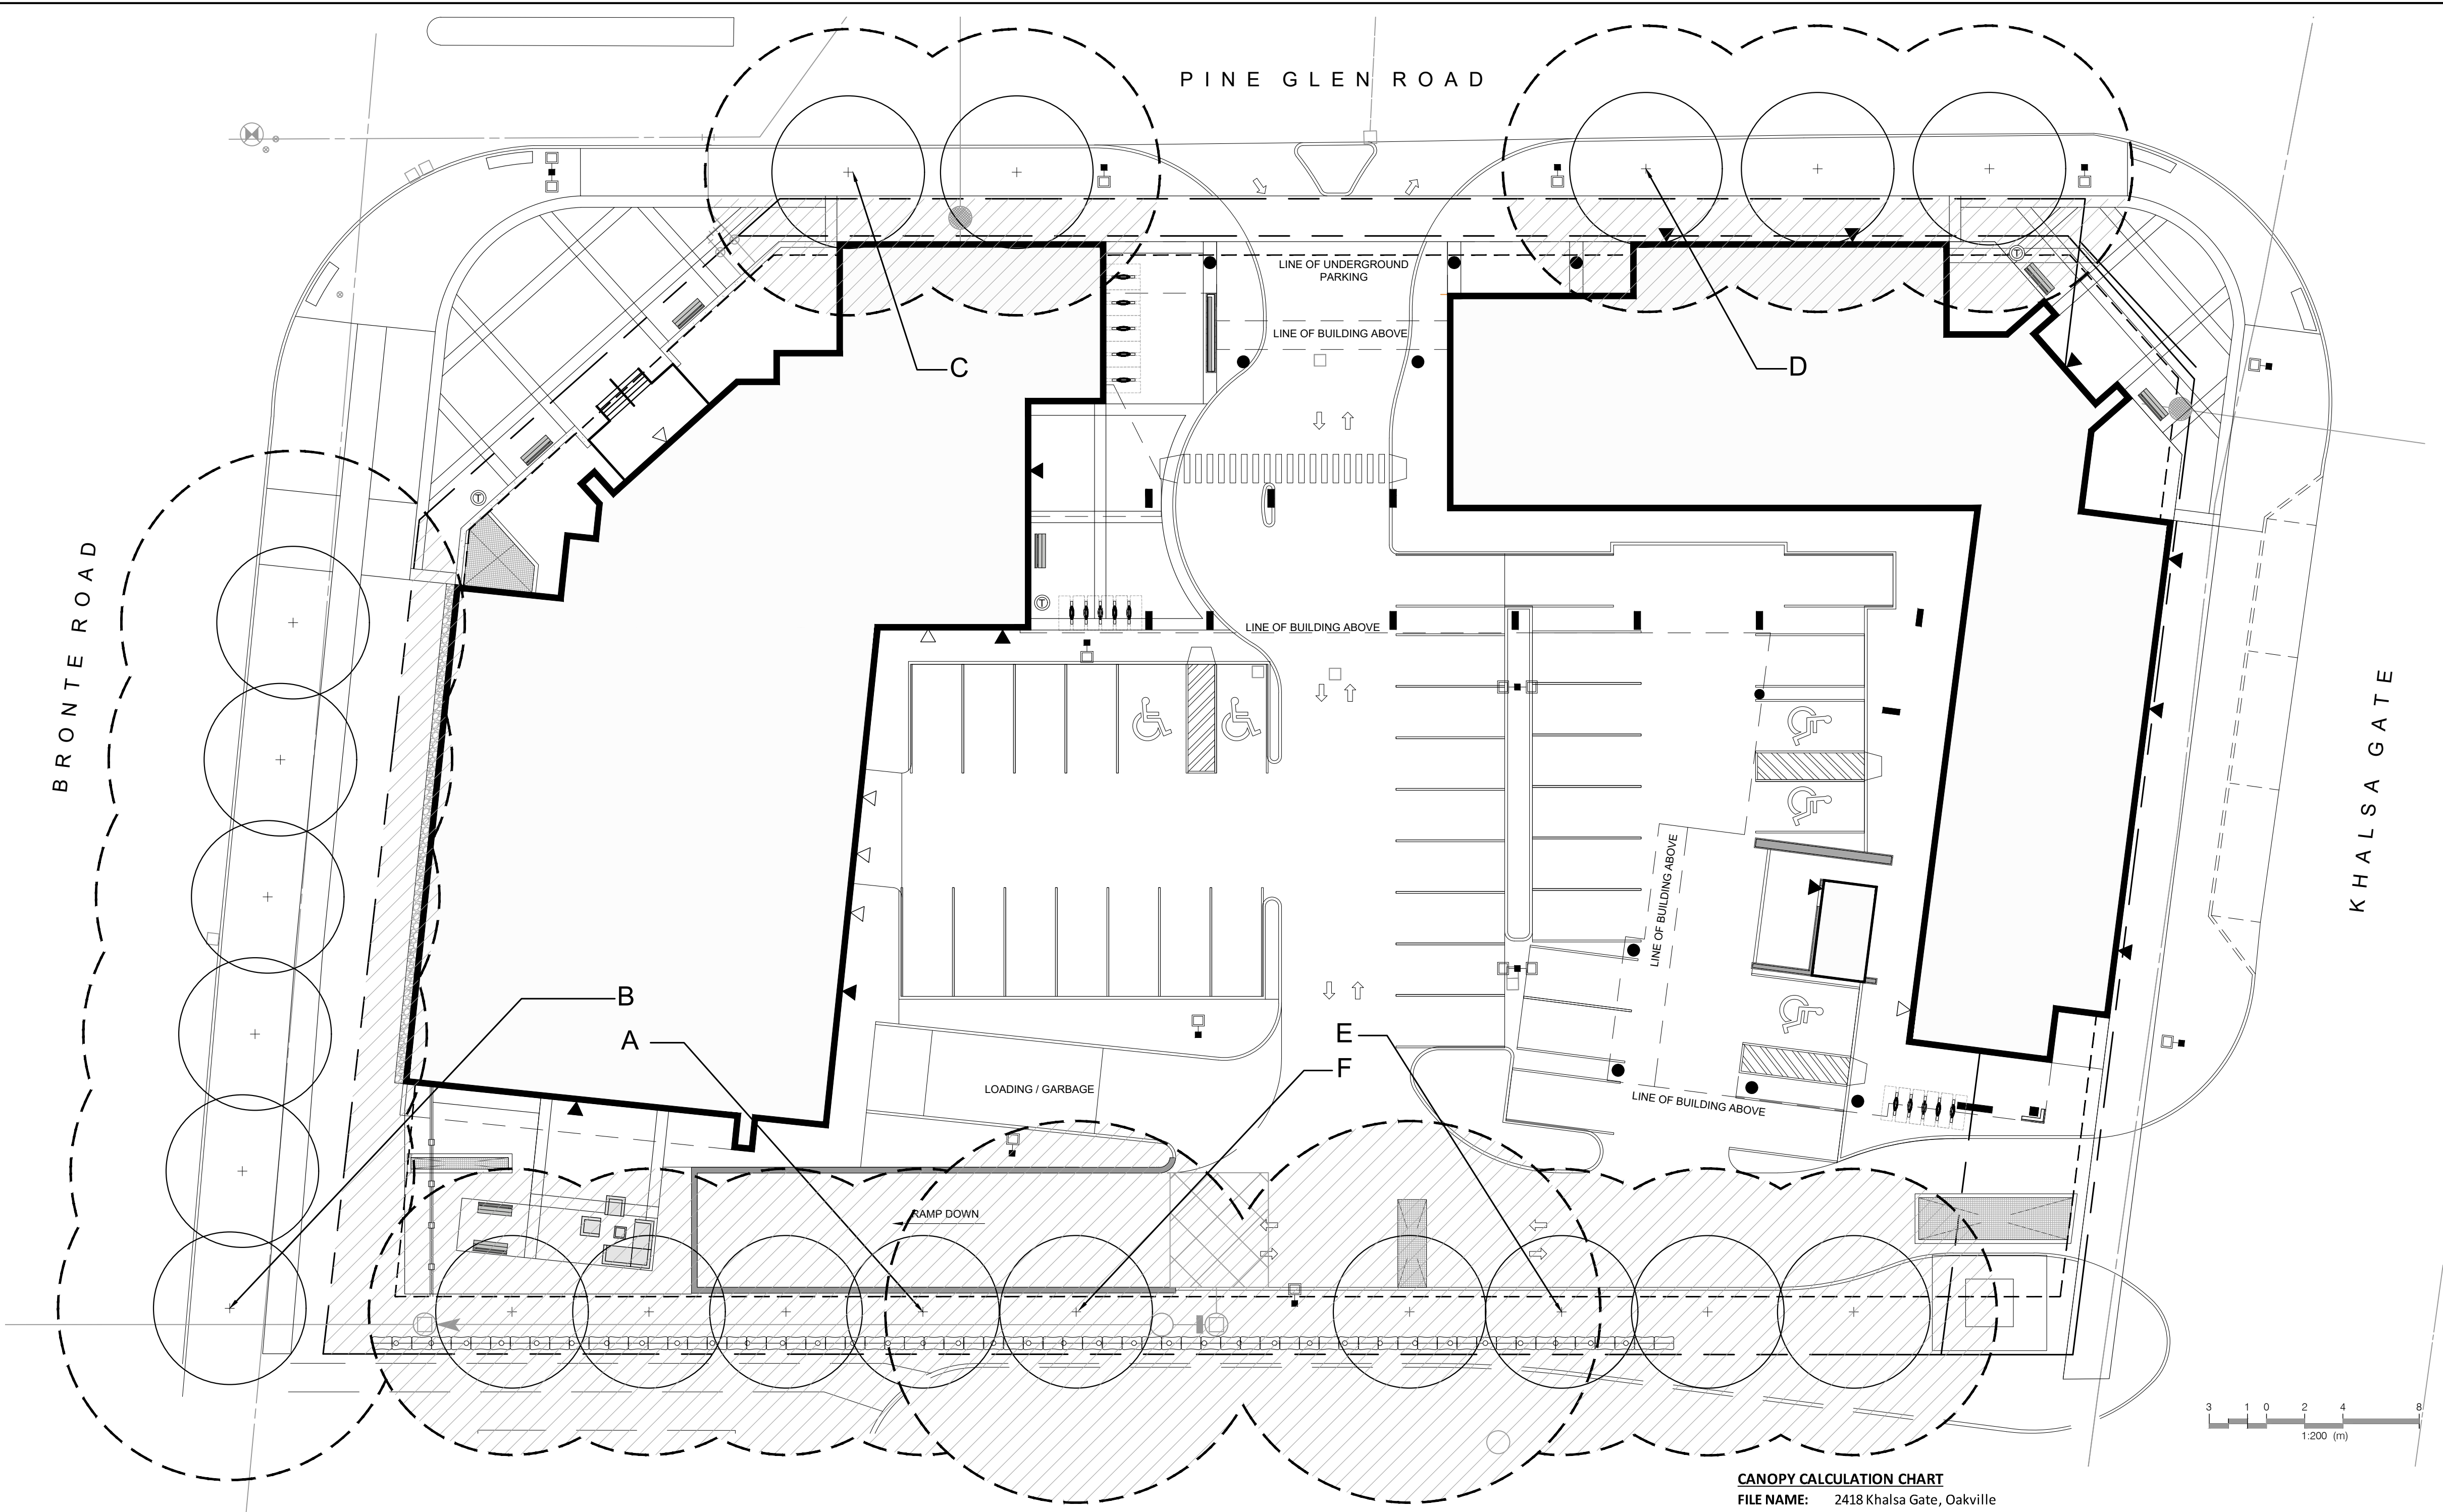 PINE GLEN ROAD
LINE OF UNDERGROUND
PARKING
LINE OF BUILDING ABOVE
C
D
T
T
BRONTE ROAD
KHALSA GATE
T
LINE OF BUILDING ABOVE
LINE OF BUILDING ABOVE
B
A
E
F
LOADING / GARBAGE
LINE OF BUILDING ABOVE
RAMP DOWN
3 1 0 2 4 8
1:200 (m)
CANOPY CALCULATION CHART
FILE NAME: 2418 Khalsa Gate, Oakville